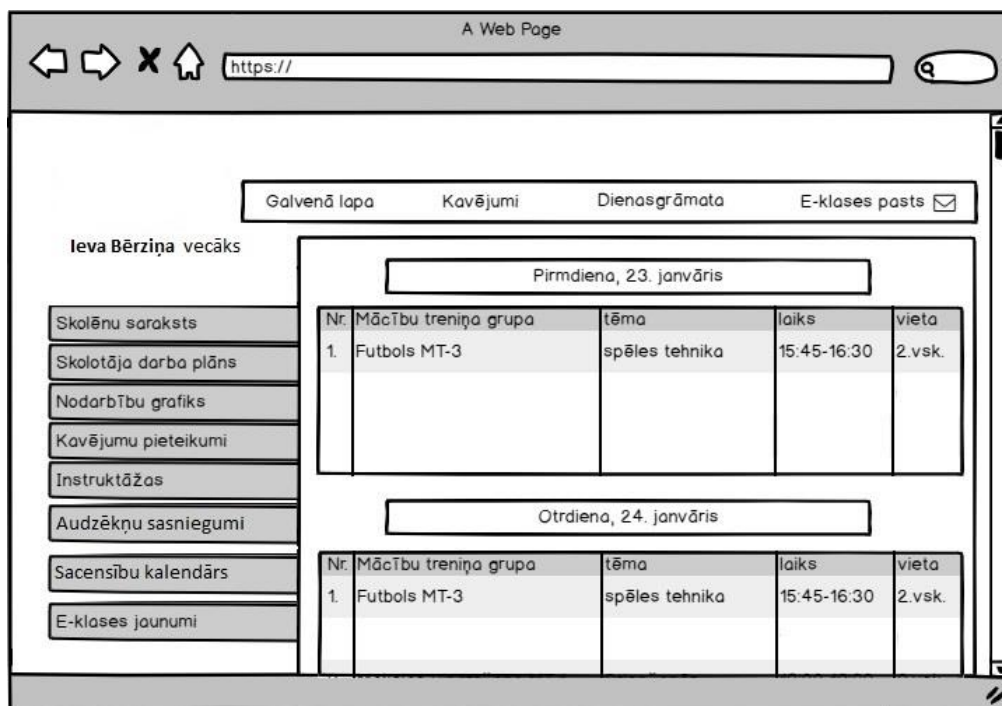 A Web Page
https://
Galvenā lapa Kavējumi Dienasgrāmata E-klases pasts
Ieva Bērziņa vecāks
Skolēnu saraksts
Skolotāja darba plāns
Nodarbību grafiks
Kavējumu pieteikumi
Instruktāžas
Audzēkņu sasniegumi
Sacensību kalendārs
E-klases jaunumi
Pirmdiena, 23. janvāris
Nr. Mācību treniņa grupa tēma laiks vieta
1. Futbols MT-3 spēles tehnika 15:45-16:30 2.vsk.
Otrdiena, 24. janvāris
Nr. Mācību treniņa grupa tēma laiks vieta
1. Futbols MT-3 spēles tehnika 15:45-16:30 2.vsk.